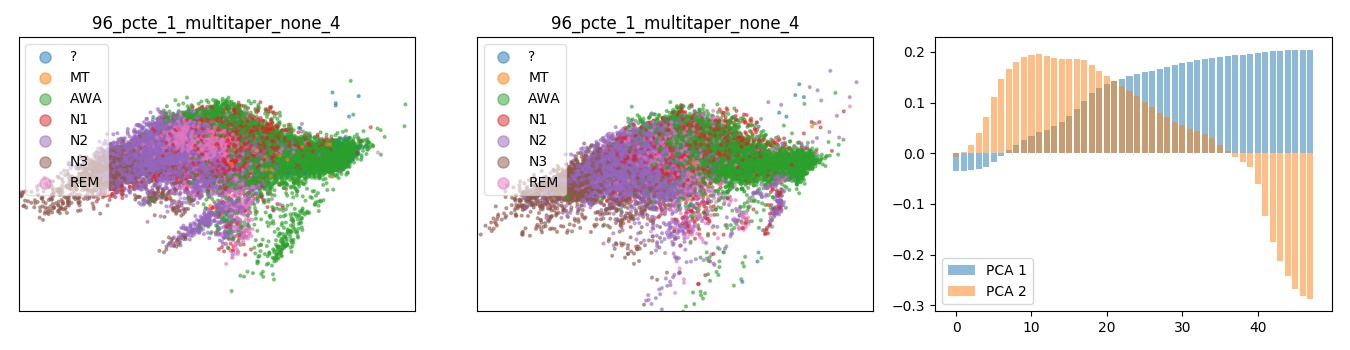 96_pcte_1_multitaper_none_4
?
MT
AWA
N1
N2
N3
REM
96_pcte_1_multitaper_none_4
?
MT
AWA
N1
N2
N3
REM
0.2
0.1
0.0
−0.1
−0.2
−0.3
PCA 1
PCA 2
0 10 20 30 40